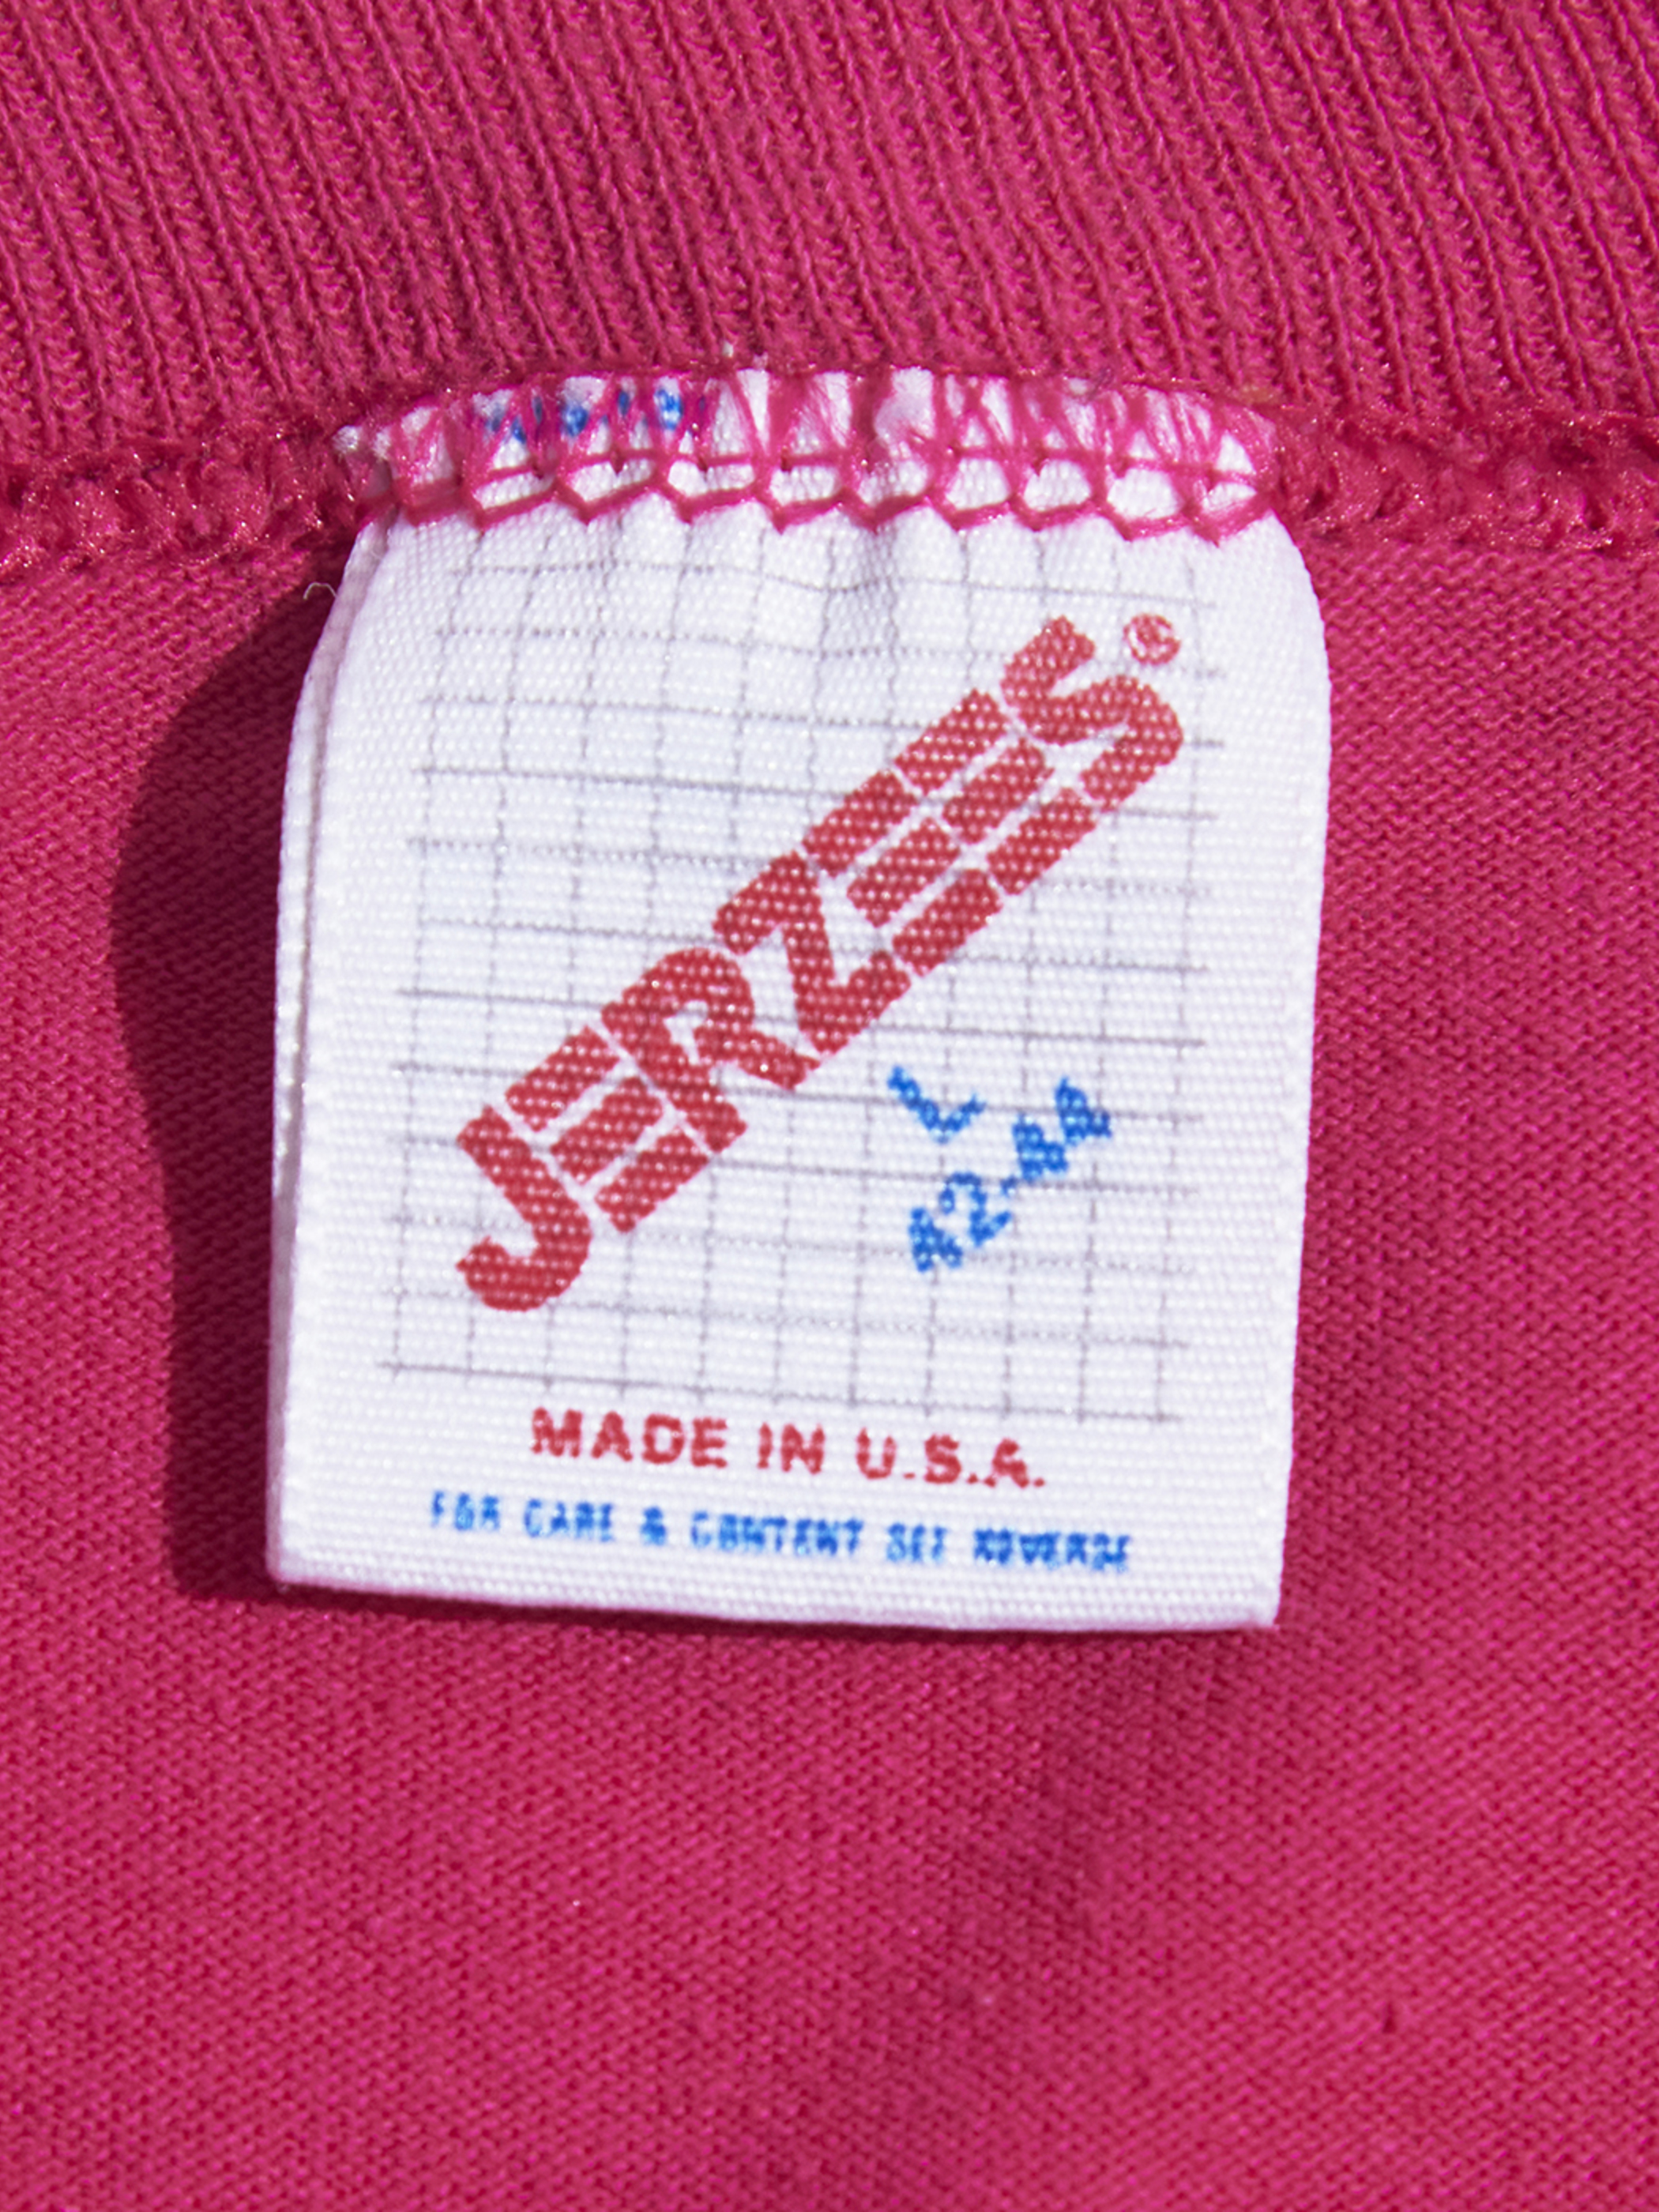 JERZEES®
L
42-44
MADE IN U.S.A.
FOR CARE & CONTENT SEE REVERSE